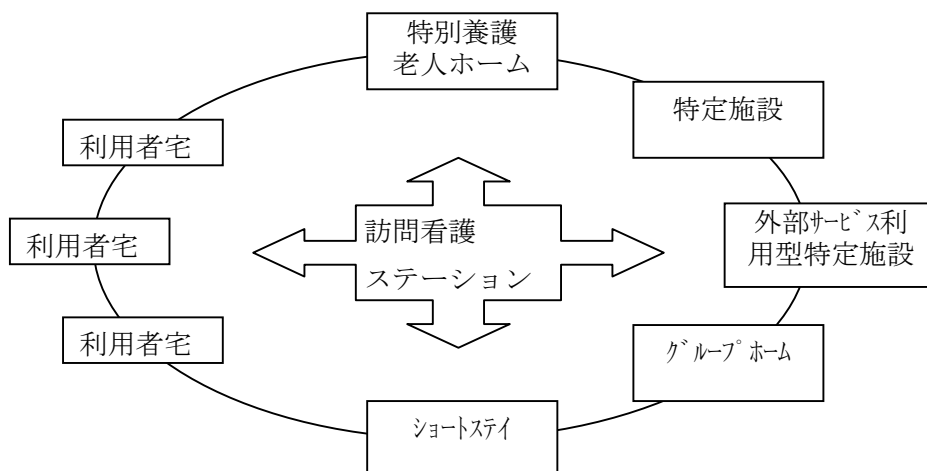 特別養護
老人ホーム
特定施設
利用者宅
外部ｻｰﾋﾞｽ利
用型特定施設
訪問看護
ステーション
利用者宅
利用者宅
ｸﾞﾙｰﾌﾟﾎｰﾑ
ｼｮｰﾄｽﾃｲ